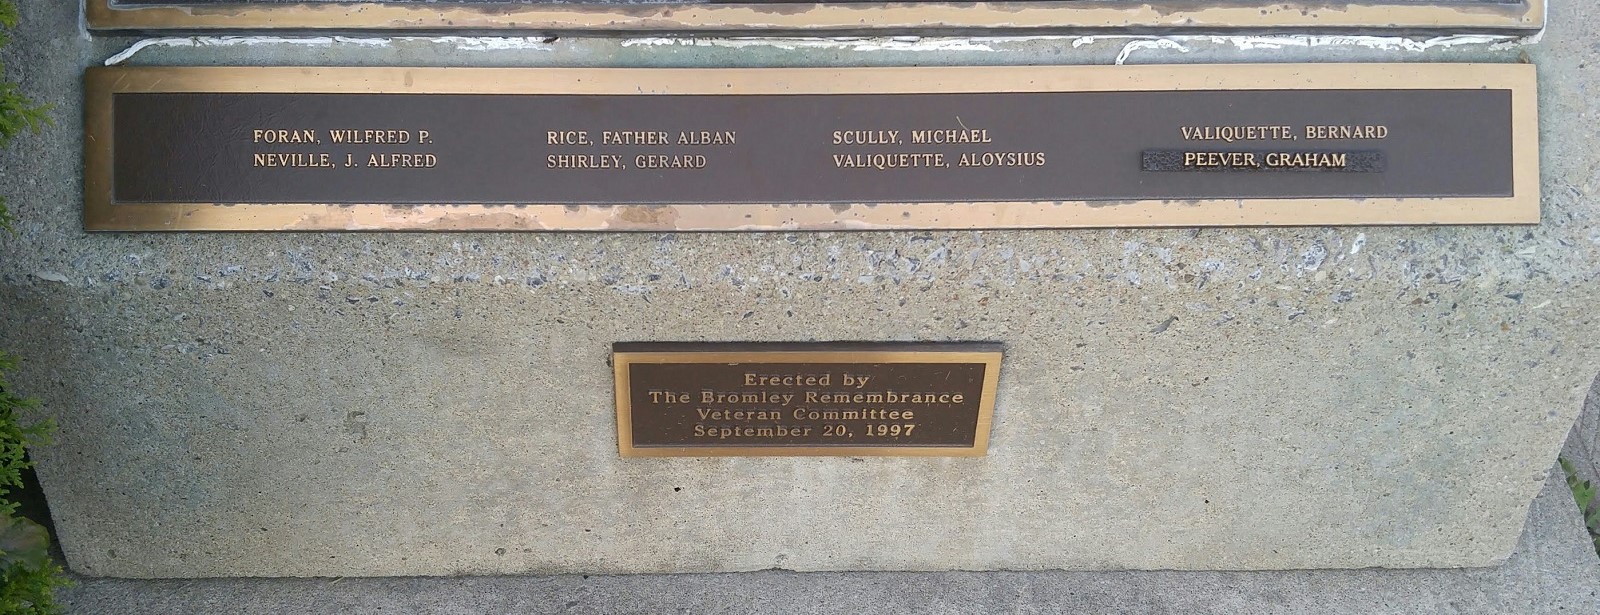 FORAN, WILFRED P.
NEVILLE, J. ALFRED
RICE, FATHER ALBAN
SHIRLEY, GERARD
SCULLY, MICHAEL
VALIQUETTE, ALOYSIUS
VALIQUETTE, BERNARD
PEEVER, GRAHAM
Erected by
The Bromley Remembrance
Veteran Committee
September 20, 1997